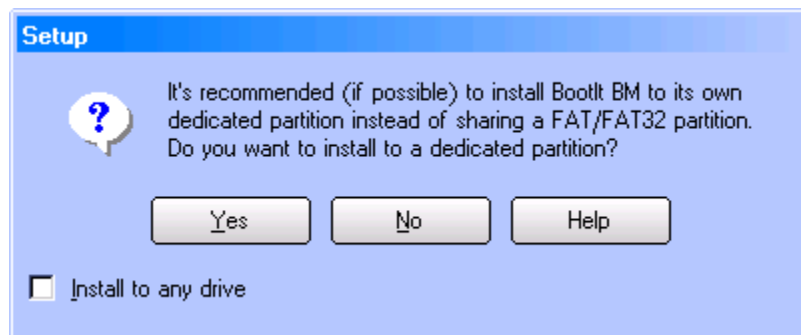 Setup
It's recommended (if possible) to install BootIt BM to its own
dedicated partition instead of sharing a FAT/FAT32 partition.
Do you want to install to a dedicated partition?
Yes No Help
Install to any drive